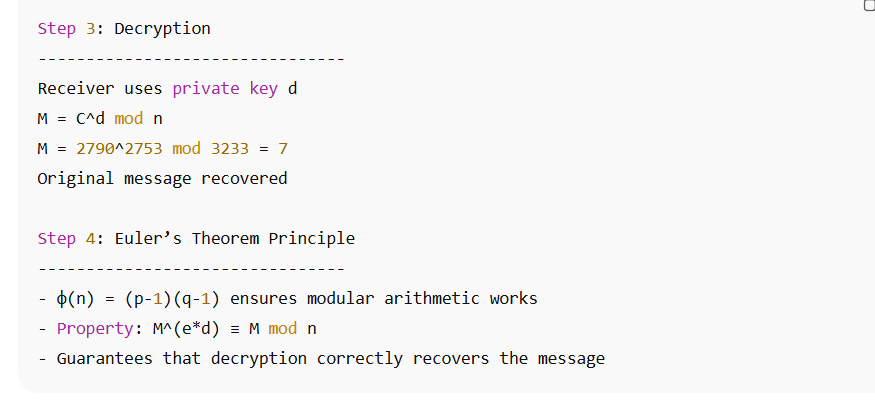 Step 3: Decryption
--------------------------------
Receiver uses private key d
M = C^d mod n
M = 2790^2753 mod 3233 = 7
Original message recovered
Step 4: Euler’s Theorem Principle
--------------------------------
- ϕ(n) = (p-1)(q-1) ensures modular arithmetic works
- Property: M^(e*d) ≡ M mod n
- Guarantees that decryption correctly recovers the message